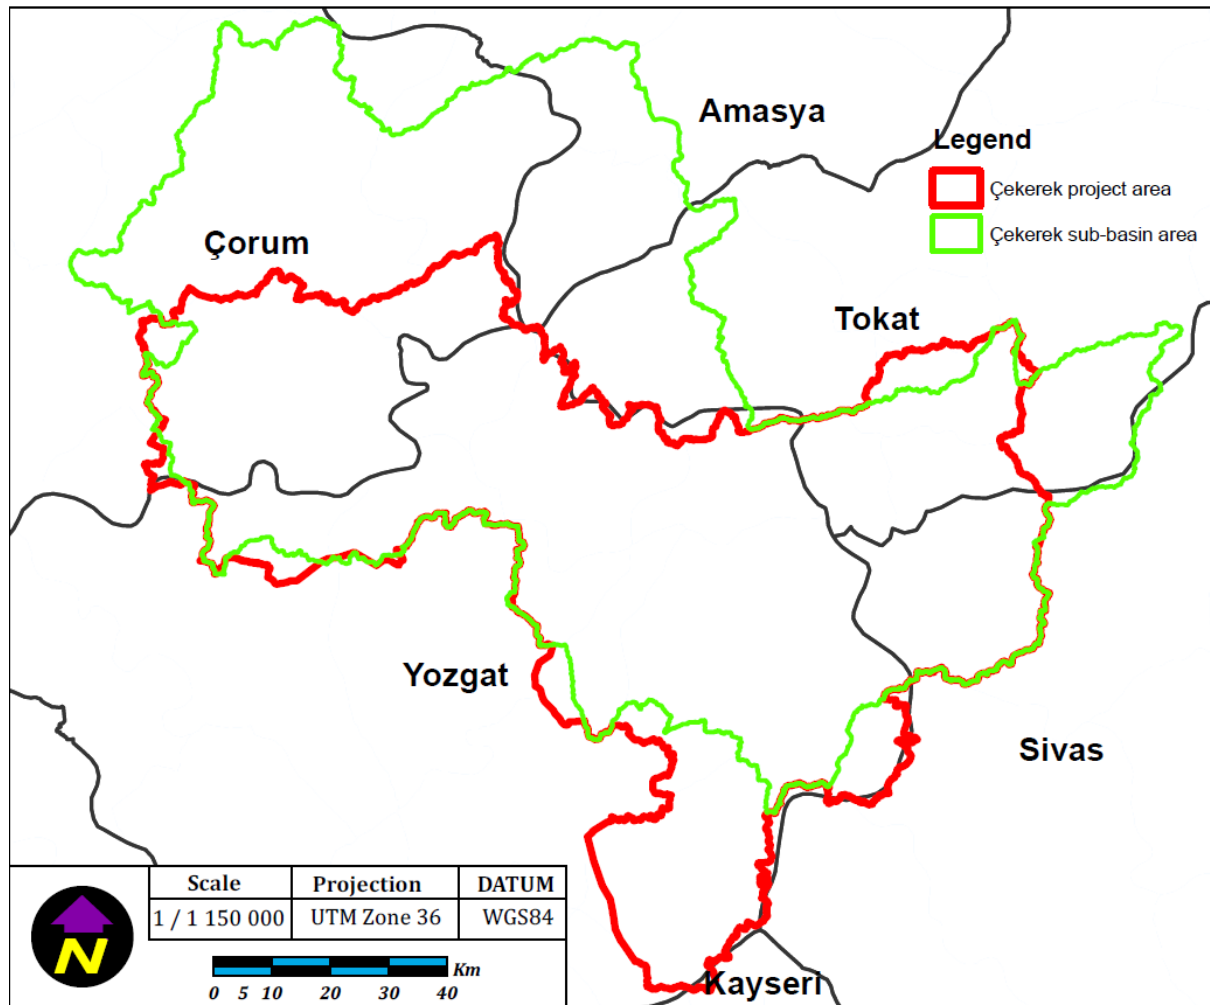 Amasya
Legend
Çekerek project area
Çekerek sub-basin area
Çorum
Tokat
Yozgat
Sivas
Kayseri
Scale Projection DATUM
1 / 1 150 000 UTM Zone 36 WGS84
N
Km
0 5 10 20 30 40